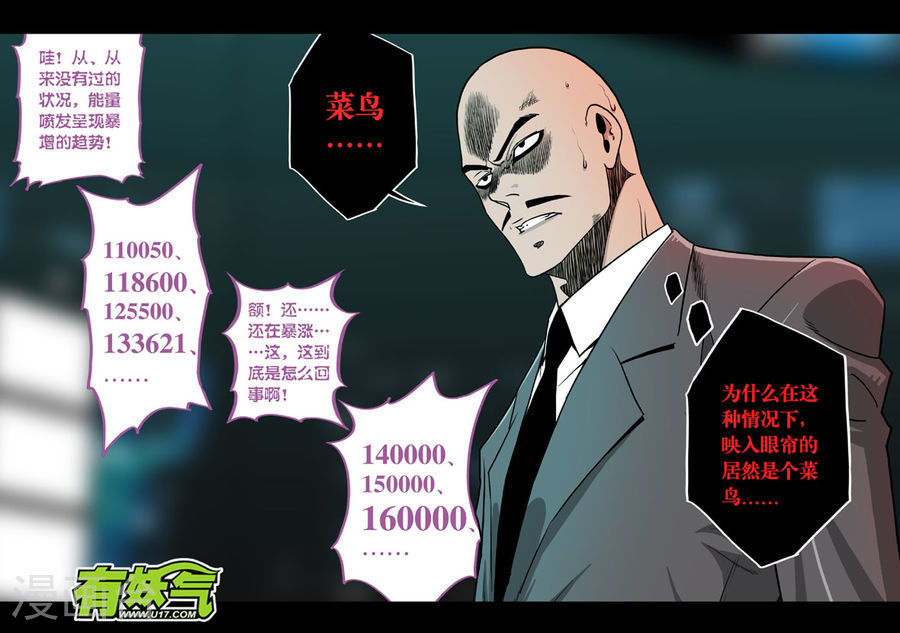 哇！从、从
来没有过的
状况，能量
喷发呈现暴
增的趋势！
菜鸟
……
110050、
118600、
125500、
133621、
……
额！还……
还在暴涨…
…这，这到
底是怎么回
事啊！
140000、
150000、
160000、
……
为什么在这
种情况下，
映入眼帘的
居然是个菜
鸟……
有妖气
WWW.U17.COM